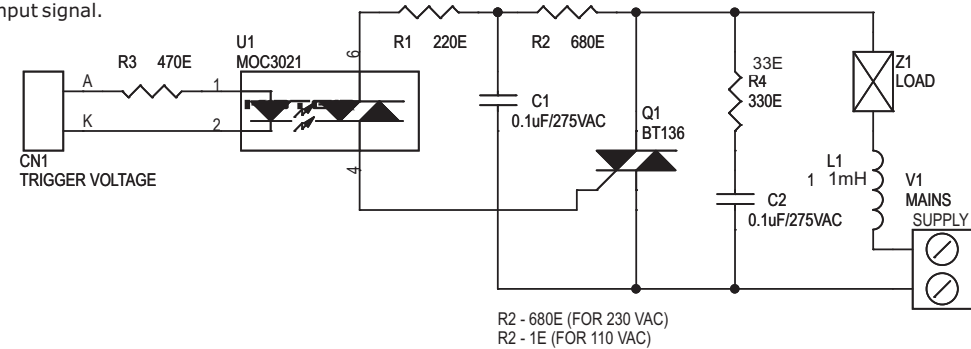 nput signal.
R1 220E
R2 680E
U1
MOC3021
R3 470E
A
K
1
2
6
4
CN1
TRIGGER VOLTAGE
C1
0.1uF/275VAC
Q1
BT136
33E
R4
330E
C2
0.1uF/275VAC
Z1
LOAD
L1
1 1mH
V1
MAINS
SUPPLY
R2 - 680E (FOR 230 VAC)
R2 - 1E (FOR 110 VAC)